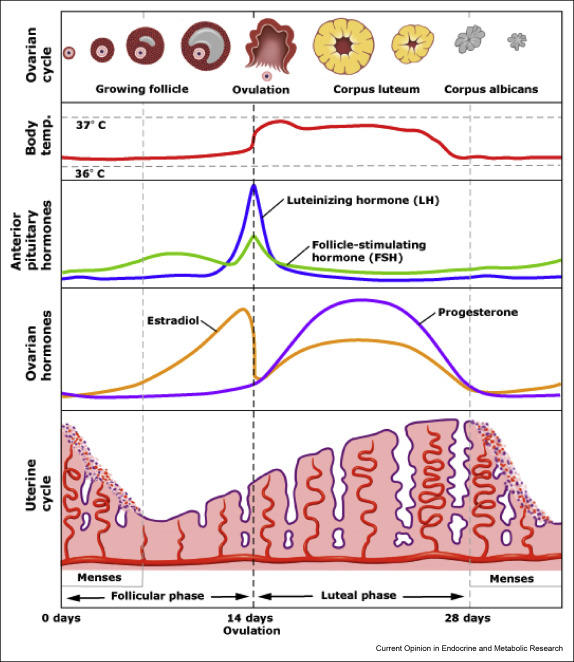 Ovarian
cycle
Growing follicle
Ovulation
Corpus luteum
Corpus albicans
Body
temp.
37° C
36° C
Anterior
pituitary
hormones
Luteinizing hormone (LH)
Follicle-stimulating
hormone (FSH)
Ovarian
hormones
Estradiol
Progesterone
Uterine
cycle
Menses
Menses
Follicular phase
Luteal phase
0 days
14 days
28 days
Ovulation
Current Opinion in Endocrine and Metabolic Research